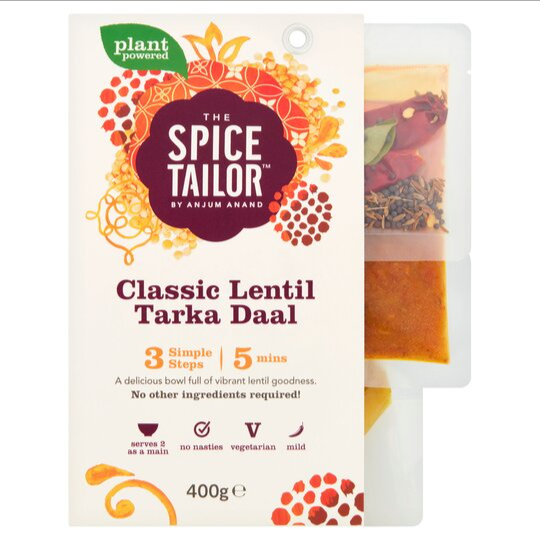 plant
powered
THE
SPICE
TAILOR™
BY ANJUM ANAND
Classic Lentil
Tarka Daal
3 Simple Steps | 5 mins
A delicious bowl full of vibrant lentil goodness.
No other ingredients required!
serves 2
as a main
no nasties
V
vegetarian
mild
400g ℮